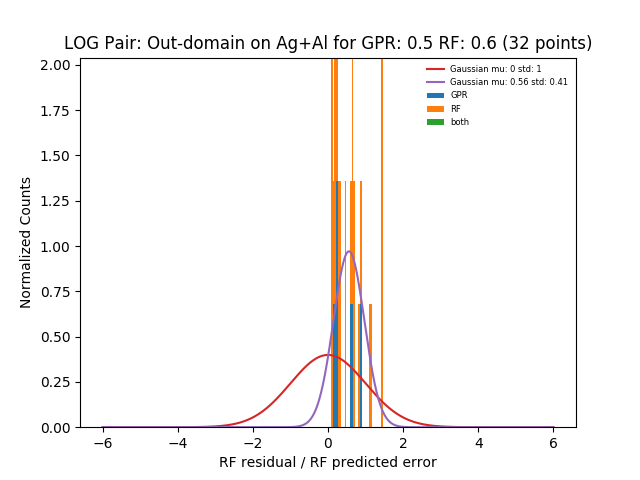 LOG Pair: Out-domain on Ag+Al for GPR: 0.5 RF: 0.6 (32 points)
Gaussian mu: 0 std: 1
Gaussian mu: 0.56 std: 0.41
GPR
RF
both
Normalized Counts
2.00
1.75
1.50
1.25
1.00
0.75
0.50
0.25
0.00
−6
−4
−2
0
2
4
6
RF residual / RF predicted error